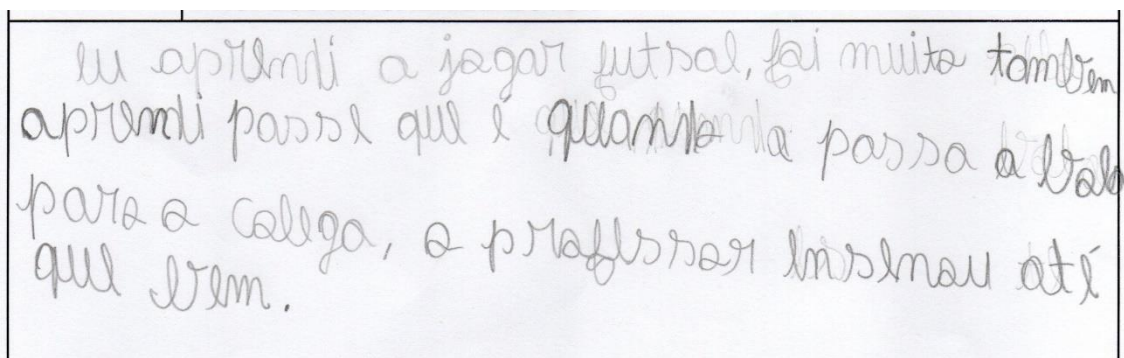 eu aprendi a jogar futsal, foi muito também
aprendi passe que é quando a passa a bola
para o colega, o professor ensinou até
que bem.